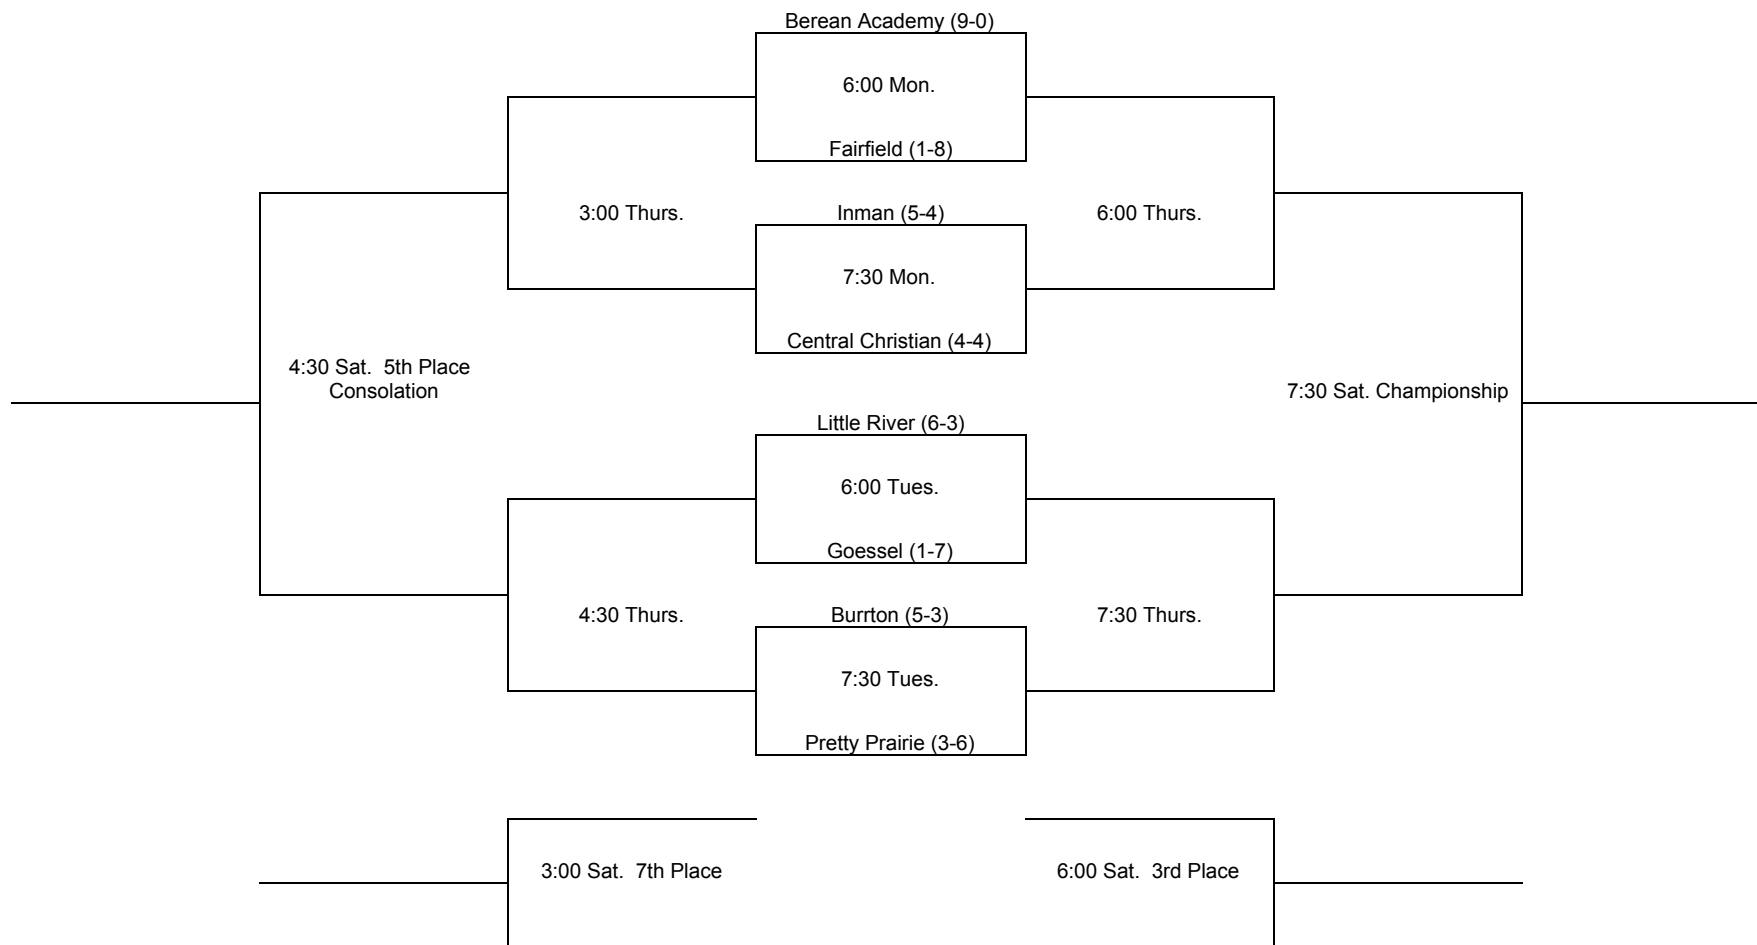 Berean Academy (9-0)
6:00 Mon.
Fairfield (1-8)
3:00 Thurs.
Inman (5-4)
6:00 Thurs.
7:30 Mon.
Central Christian (4-4)
4:30 Sat.  5th Place
Consolation
7:30 Sat. Championship
Little River (6-3)
6:00 Tues.
Goessel (1-7)
4:30 Thurs.
Burrton (5-3)
7:30 Thurs.
7:30 Tues.
Pretty Prairie (3-6)
3:00 Sat.  7th Place
6:00 Sat.  3rd Place